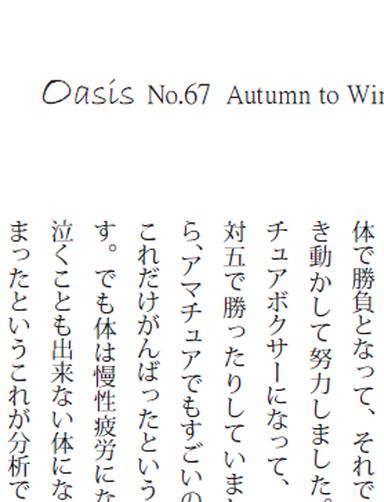 Oasis No.67 Autumn to Win
体で勝負となって、それで
き動かして努力しました。
チュアボクサーになって、
対五で勝ったりしていまし
ら、アマチュアでもすごいの
これだけがんばったという
す。でも体は慢性疲労にな
泣くことも出来ない体にな
まったというこれが分析で